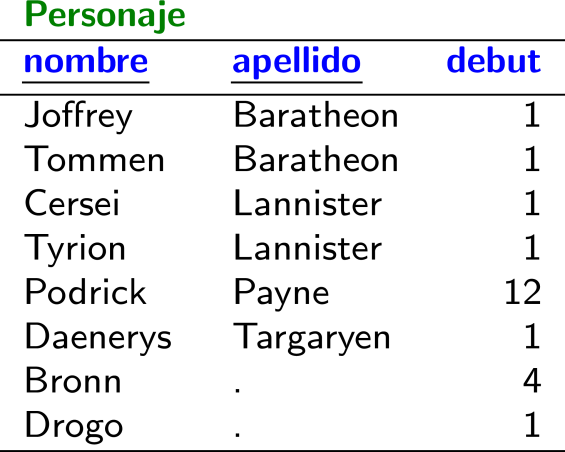 Personaje
nombre apellido debut
Joffrey Baratheon 1
Tommen Baratheon 1
Cersei Lannister 1
Tyrion Lannister 1
Podrick Payne 12
Daenerys Targaryen 1
Bronn . 4
Drogo . 1